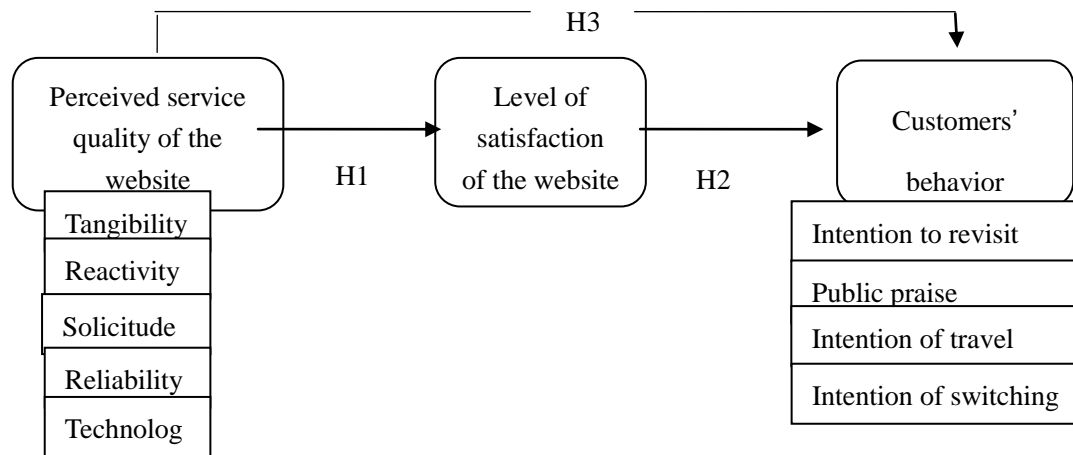 H3
Perceived service
quality of the
website
H1
Level of
satisfaction
of the website
H2
Customers’
behavior
Tangibility
Reactivity
Solicitude
Reliability
Technolog
Intention to revisit
Public praise
Intention of travel
Intention of switching